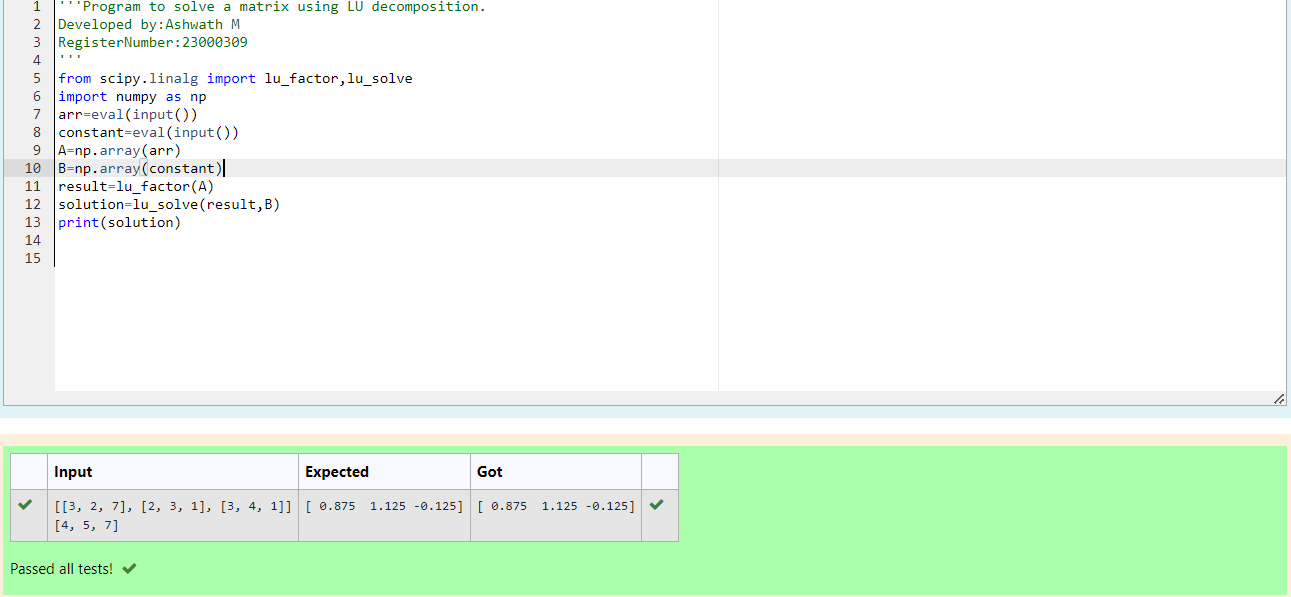 1 '''Program to solve a matrix using LU decomposition.
2 Developed by:Ashwath M
3 RegisterNumber:23000309
4 '''
5 from scipy.linalg import lu_factor,lu_solve
6 import numpy as np
7 arr=eval(input())
8 constant=eval(input())
9 A=np.array(arr)
10 B=np.array(constant)
11 result=lu_factor(A)
12 solution=lu_solve(result,B)
13 print(solution)
14
15
Input Expected Got
[[3, 2, 7], [2, 3, 1], [3, 4, 1]] [ 0.875  1.125 -0.125] [ 0.875  1.125 -0.125]
[4, 5, 7]
Passed all tests!